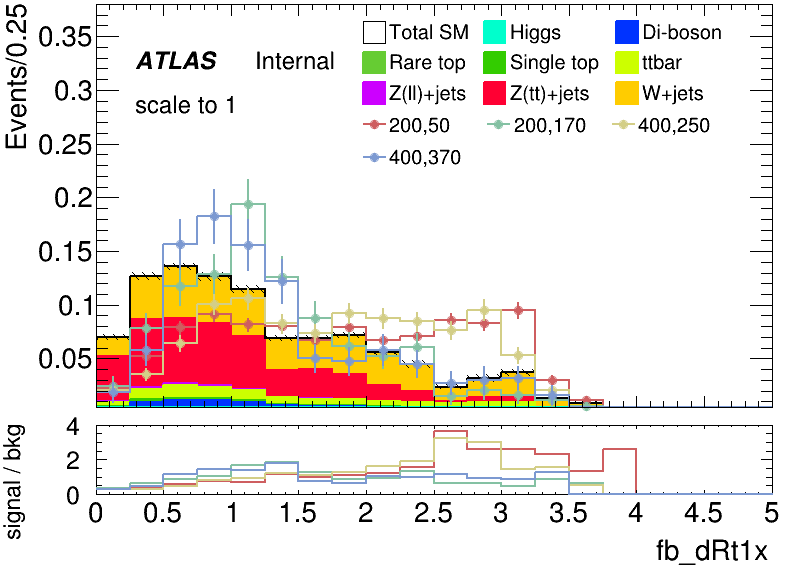 Events/0.25
0.35
0.3
0.25
0.2
0.15
0.1
0.05
ATLAS Internal
scale to 1
Total SM Higgs Di-boson
Rare top Single top ttbar
Z(ll)+jets Z(tt)+jets W+jets
200,50 200,170 400,250
400,370
signal / bkg
4
2
0
0 0.5 1 1.5 2 2.5 3 3.5 4 4.5 5
fb_dRt1x